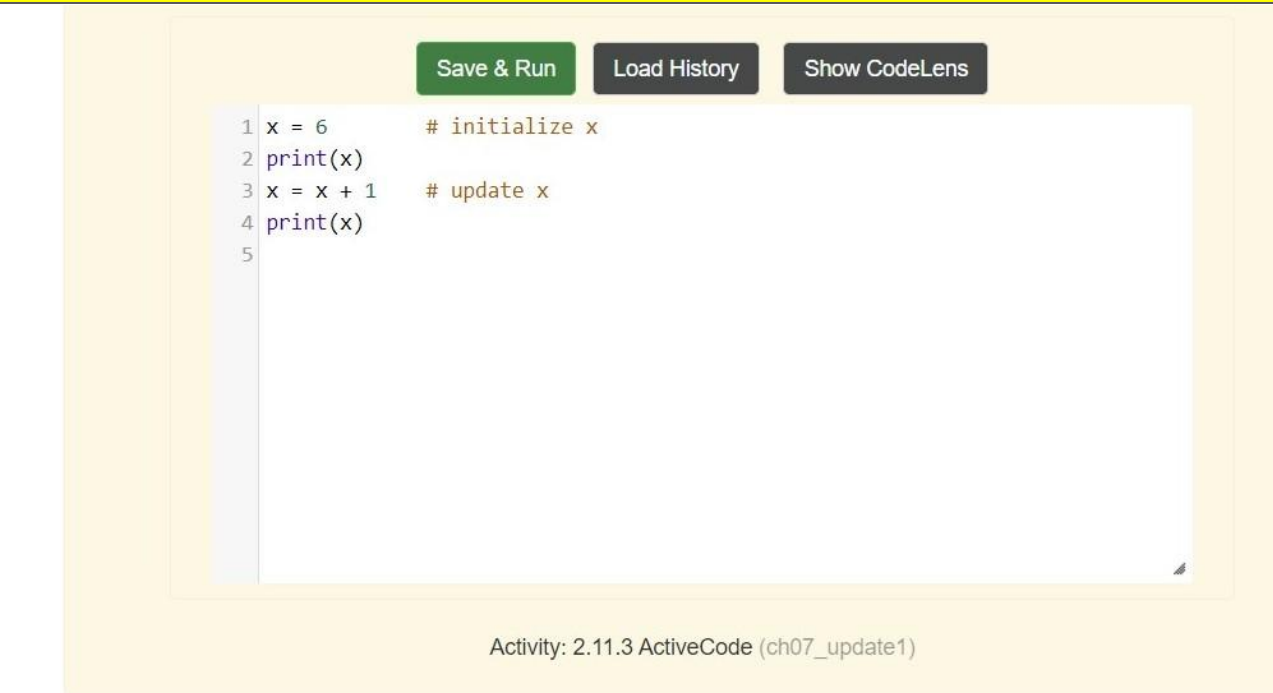 Save & Run Load History Show CodeLens
1 x = 6 # initialize x
2 print(x)
3 x = x + 1 # update x
4 print(x)
5
Activity: 2.11.3 ActiveCode (ch07_update1)